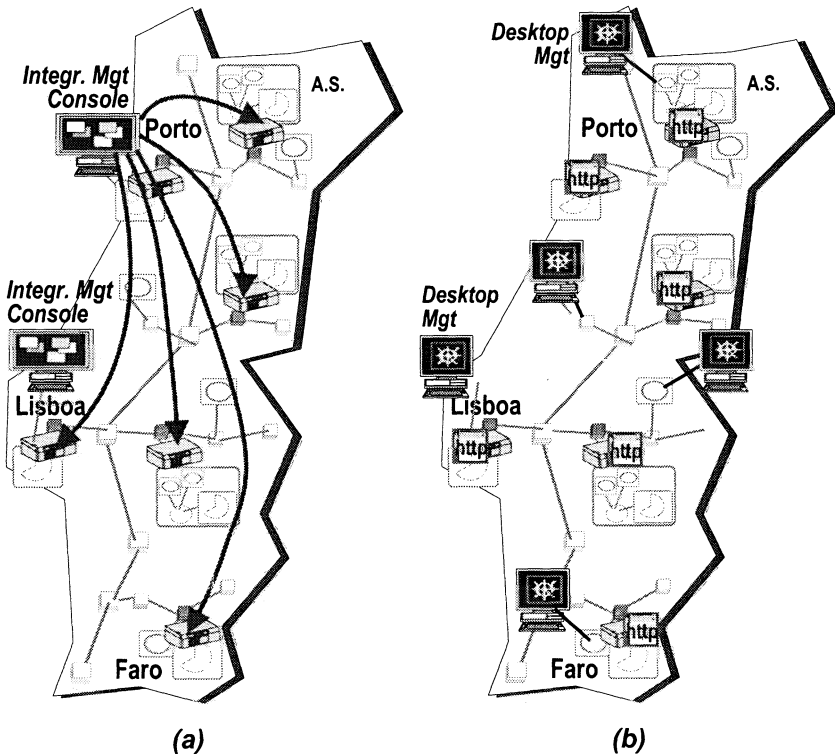 Integr. Mgt
Console
Porto
A.S.
Integr. Mgt
Console
Lisboa
Faro
(a)
Desktop
Mgt
A.S.
http
Porto
http
http
Desktop
Mgt
Lisboa
http
http
http
Faro
(b)